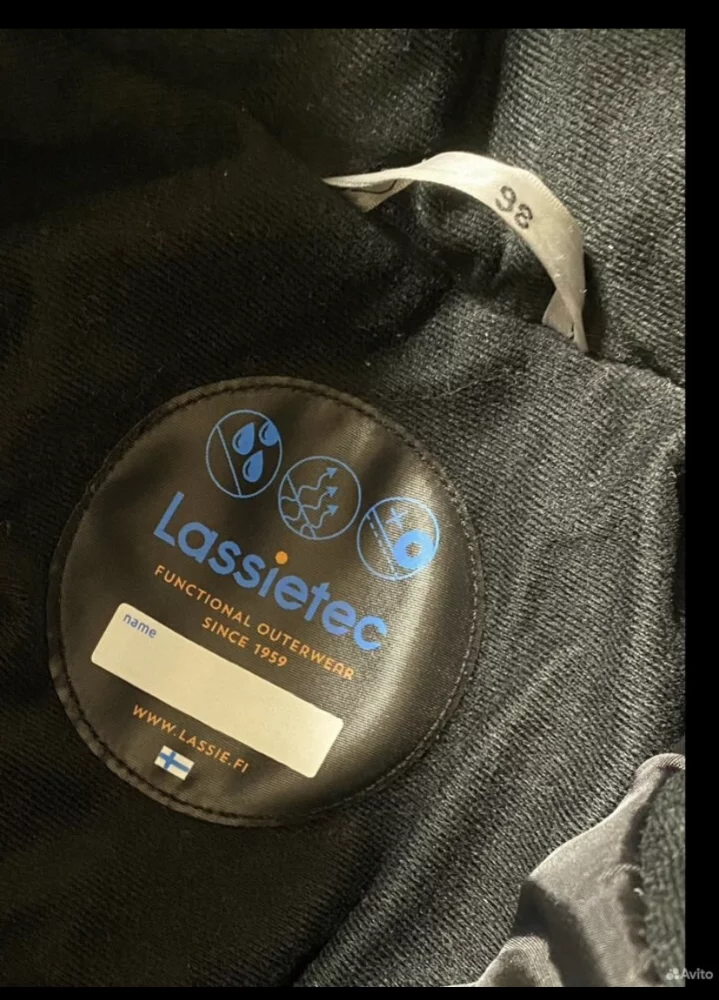 98
Lassietec
FUNCTIONAL OUTERWEAR
SINCE 1959
name
WWW.LASSIE.FI
Avito